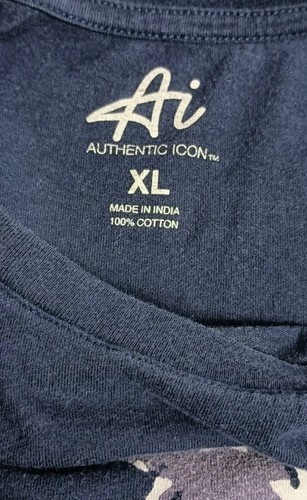 Ai
AUTHENTIC ICON™
XL
MADE IN INDIA
100% COTTON